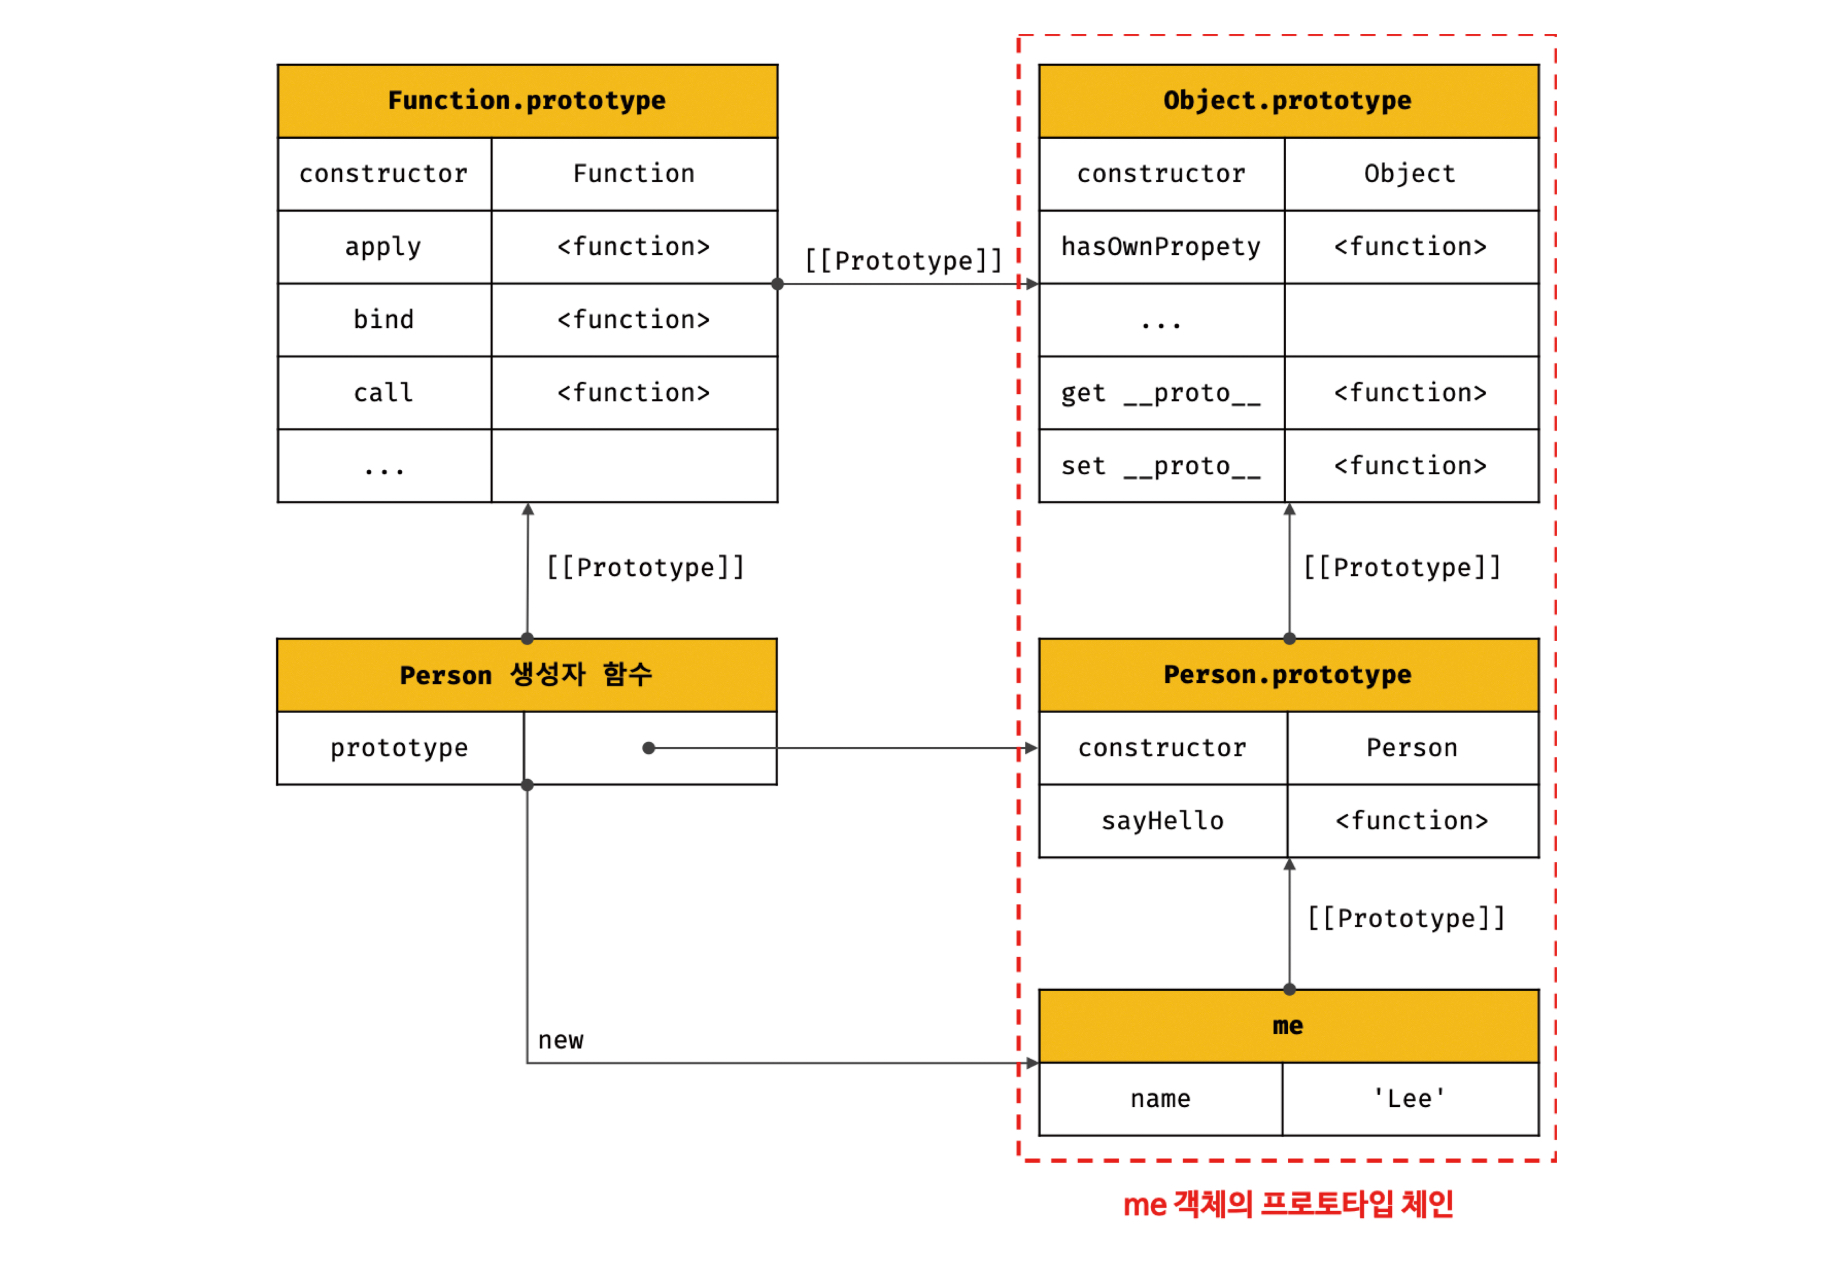 Function.prototype
constructor Function
apply <function>
bind <function>
call <function>
...
[[Prototype]]
Object.prototype
constructor Object
hasOwnPropety <function>
...
get __proto__ <function>
set __proto__ <function>
[[Prototype]]
[[Prototype]]
Person 생성자 함수
prototype
Person.prototype
constructor Person
sayHello <function>
[[Prototype]]
new
me
name 'Lee'
me 객체의 프로토타입 체인